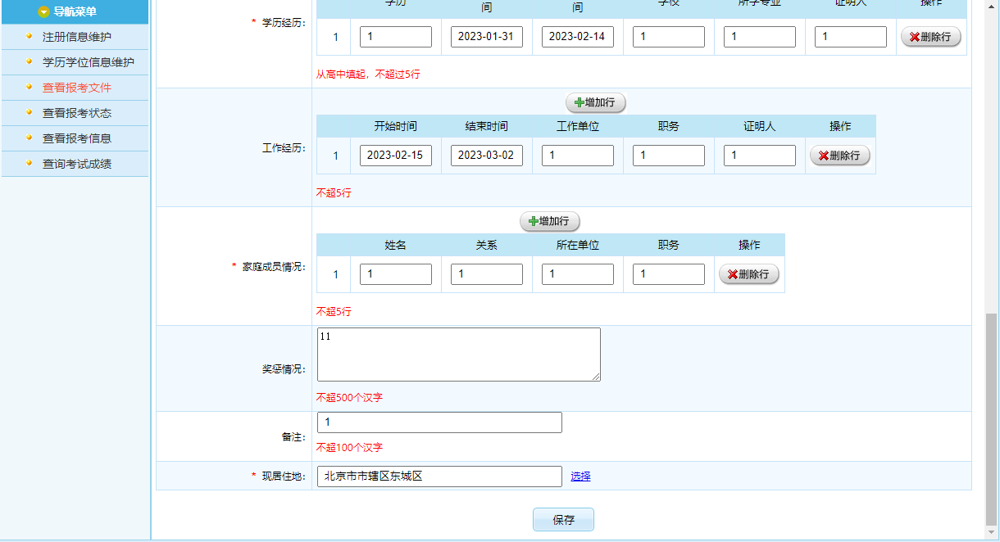 导航菜单
注册信息维护
学历学位信息维护
查看报考文件
查看报考状态
查看报考信息
查询考试成绩
* 学历经历:
学历 间 间 学校 所学专业 证明人 操作
1 1 2023-01-31 2023-02-14 1 1 1 删除行
从高中填起，不超过5行
增加行
工作经历:
开始时间 结束时间 工作单位 职务 证明人 操作
1 2023-02-15 2023-03-02 1 1 1 删除行
不超5行
增加行
* 家庭成员情况:
姓名 关系 所在单位 职务 操作
1 1 1 1 1 删除行
不超5行
奖惩情况:
11
不超500个汉字
备注:
1
不超100个汉字
* 现居住地:
北京市市辖区东城区 选择
保存